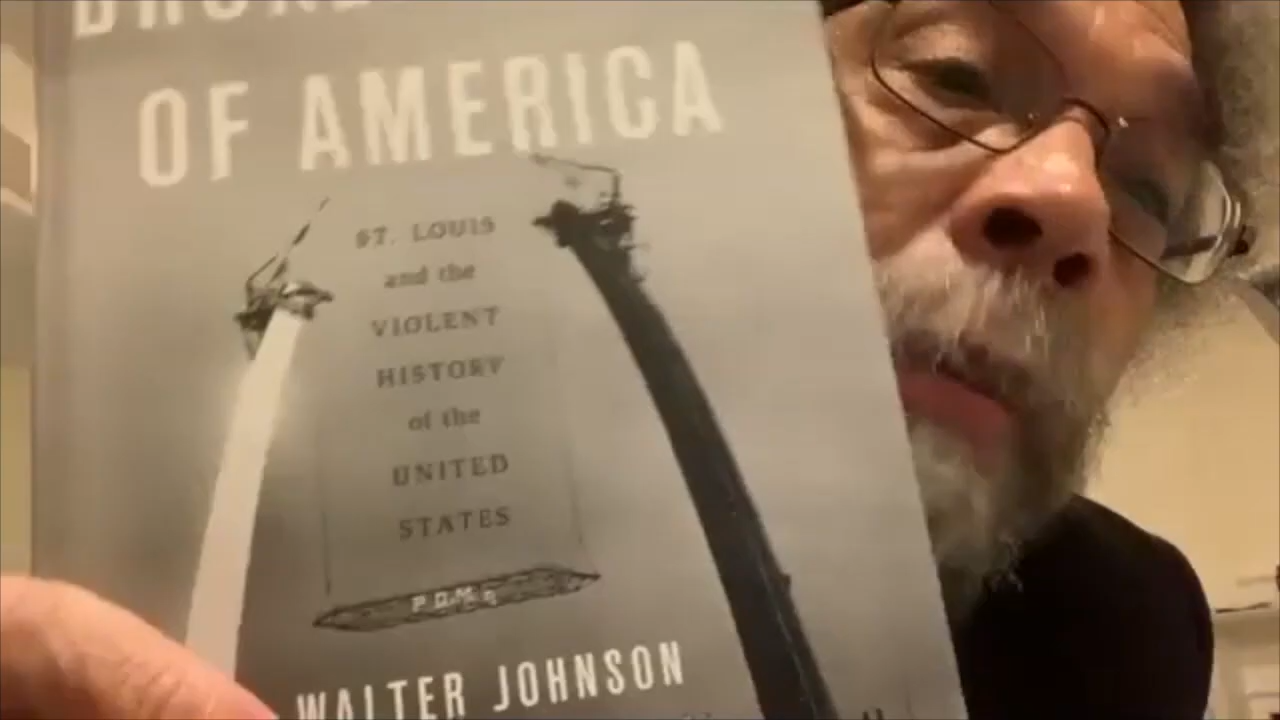 OF AMERICA
ST. LOUIS
and the
VIOLENT
HISTORY
of the
UNITED
STATES
WALTER JOHNSON